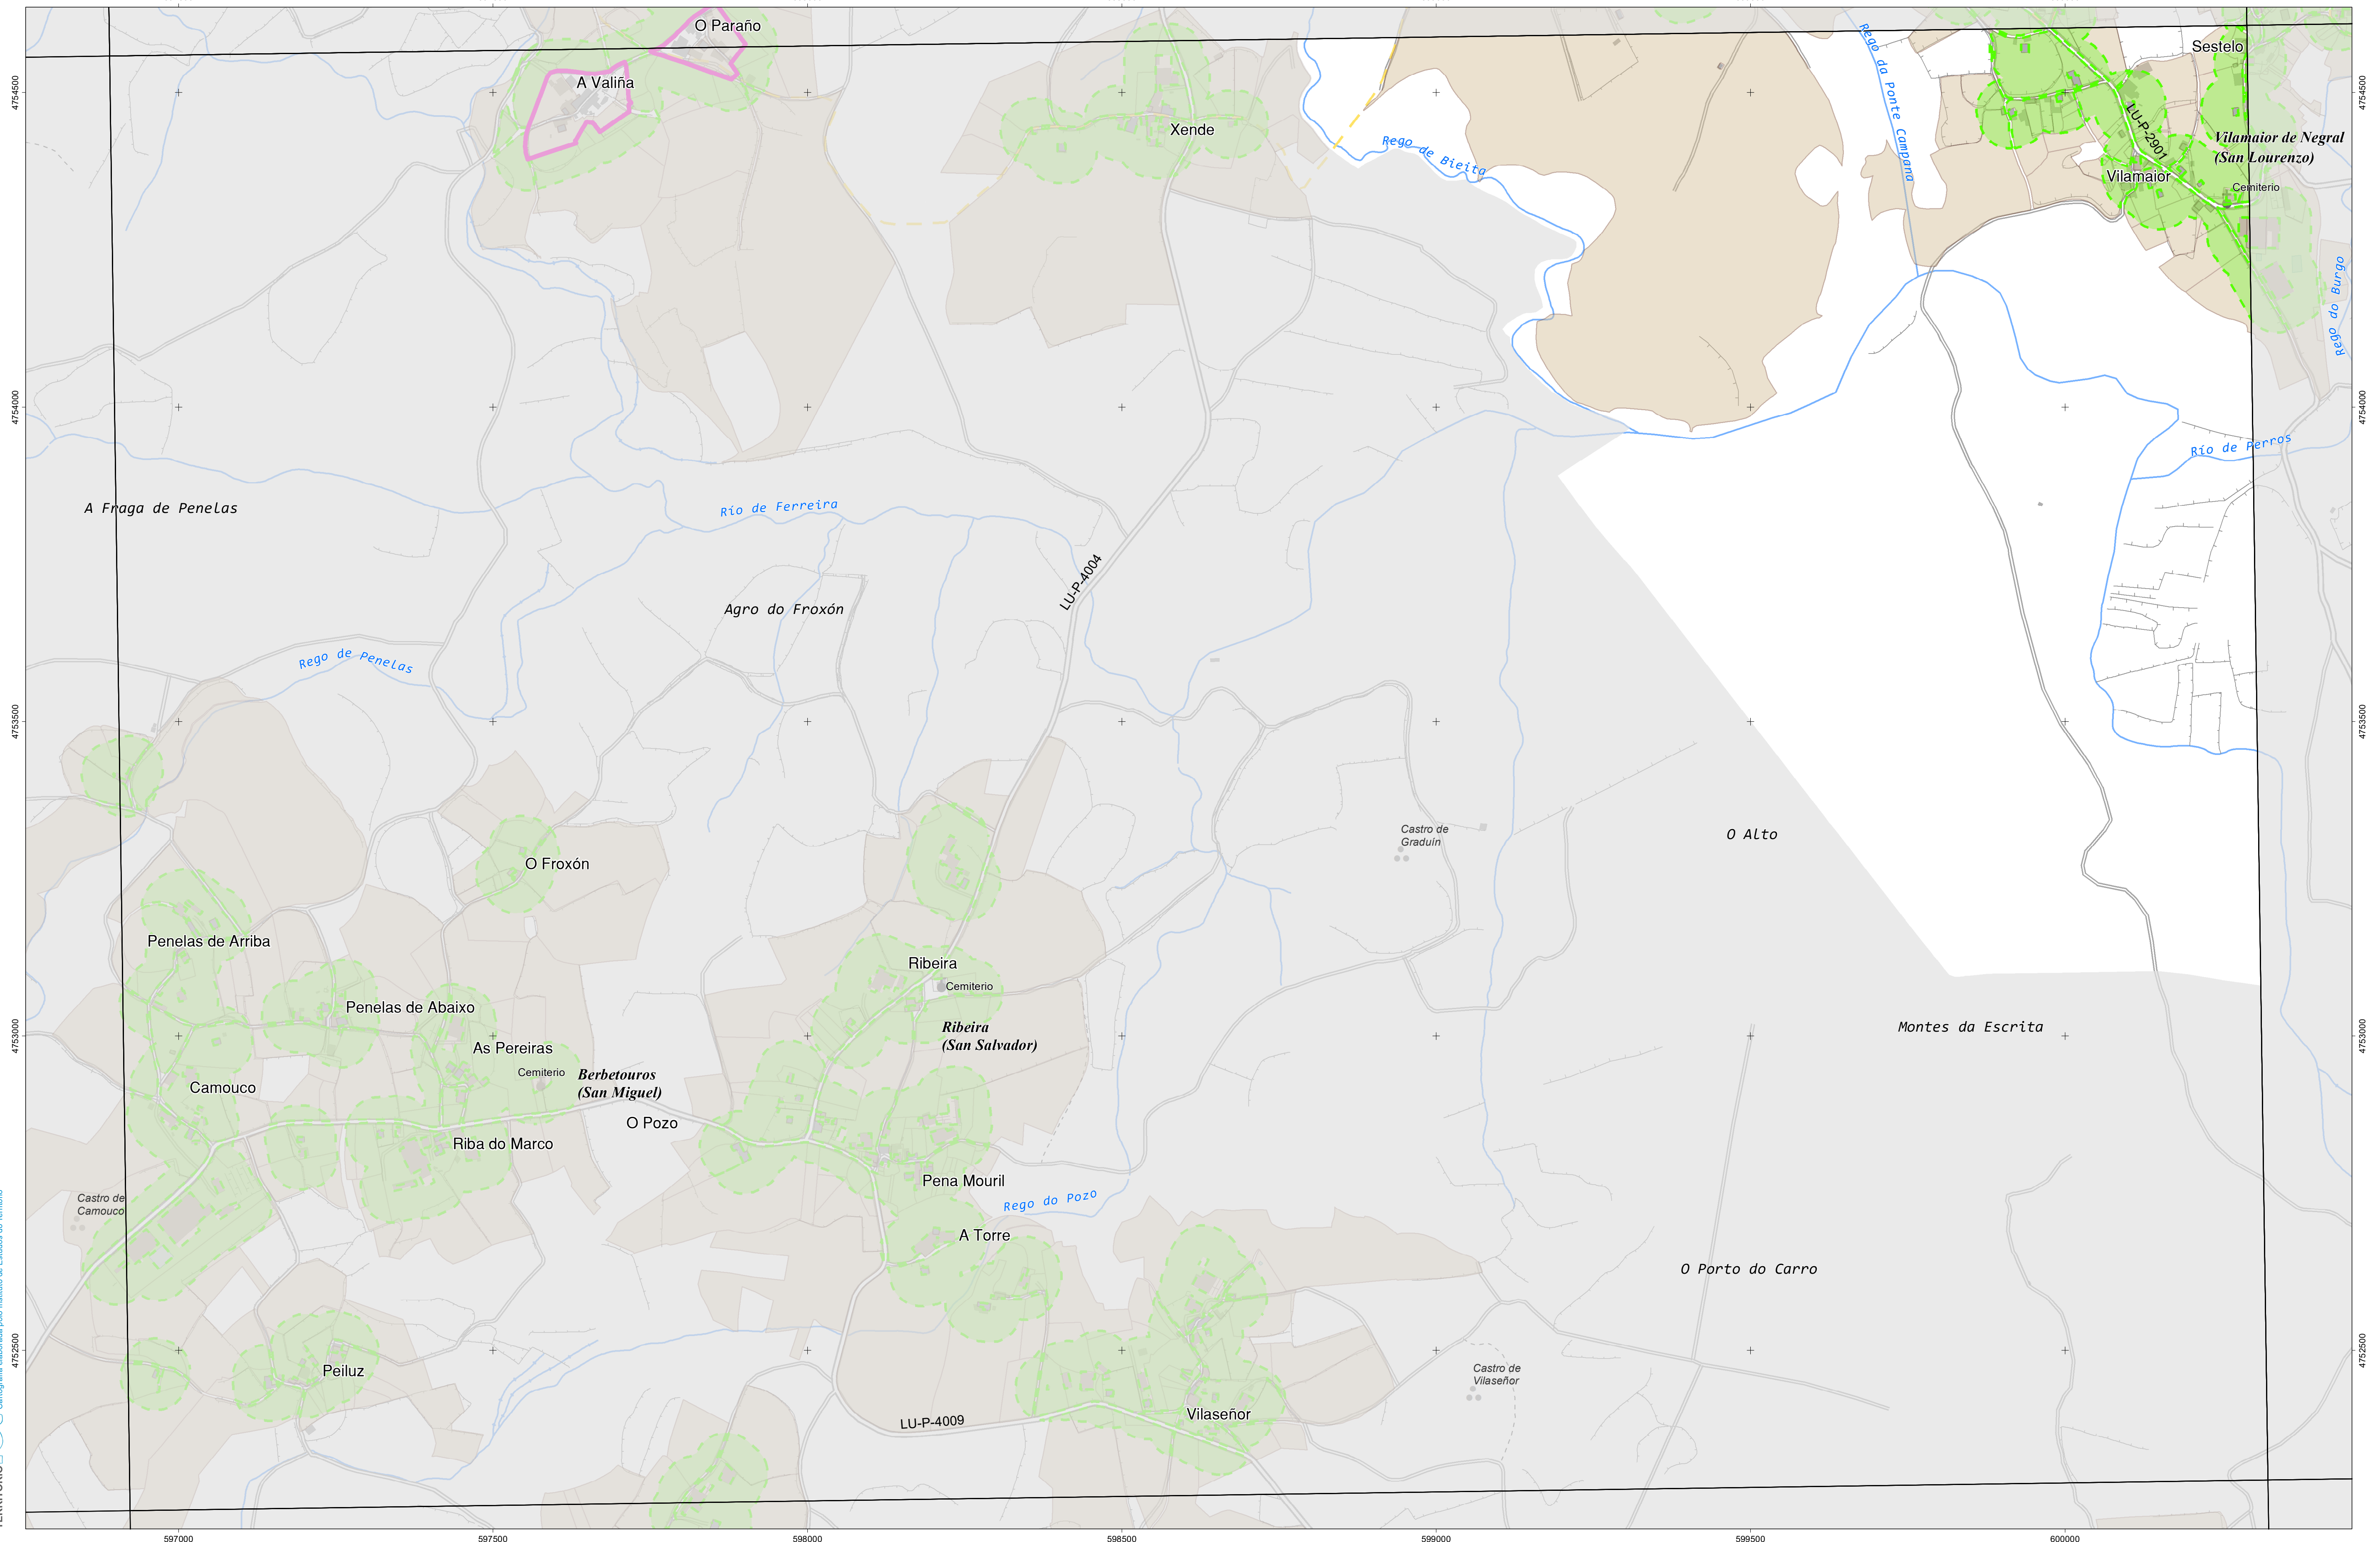 O Paraño
A Valiña
Xende
Sestelo
Rego da Ponte Campana
LU-P-2901
Vilamaior de Negral
(San Lourenzo)
Vilamaior
Cemiterio
Rego de Bieita
Rego do Burgo
4754500
4754500
4754000
4754000
Río de Perros
A Fraga de Penelas
Río de Ferreira
LU-P-4004
Agro do Froxón
Rego de Penelas
4753500
4753500
Castro de
Graduín
O Alto
O Froxón
Penelas de Arriba
Ribeira
Cemiterio
Penelas de Abaixo
Ribeira
(San Salvador)
Montes da Escrita
4753000
4753000
As Pereiras
Cemiterio
Berbetouros
(San Miguel)
Camouco
O Pozo
Riba do Marco
Pena Mouril
Castro de
Camouco
Rego do Pozo
A Torre
O Porto do Carro
4752500
4752500
Peiluz
Castro de
Vilaseñor
Vilaseñor
LU-P-4009
597000
597500
598000
598500
599000
599500
600000